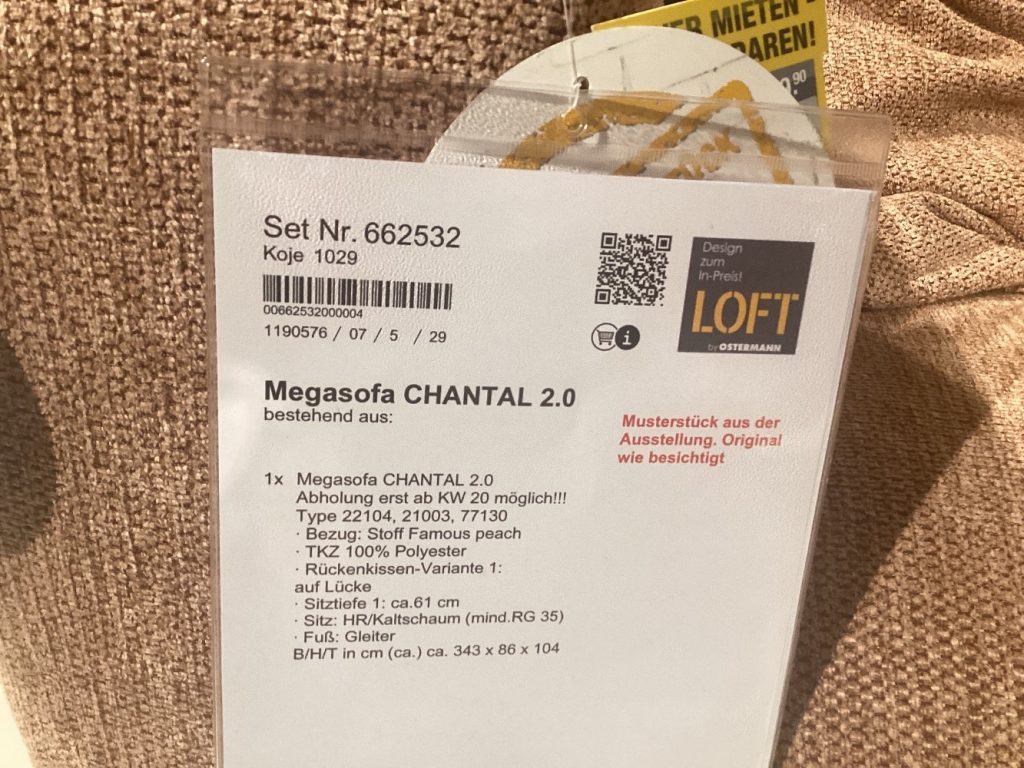 MIETEN -
.90
Set Nr. 662532
Koje 1029
00662532000004
1190576 / 07 / 5 / 29
Design
zum
In-Preis!
LOFT
by OSTERMANN
i
Megasofa CHANTAL 2.0
bestehend aus:
Musterstück aus der
Ausstellung. Original
wie besichtigt
1x Megasofa CHANTAL 2.0
Abholung erst ab KW 20 möglich!!!
Type 22104, 21003, 77130
· Bezug: Stoff Famous peach
· TKZ 100% Polyester
· Rückenkissen-Variante 1:
auf Lücke
· Sitztiefe 1: ca.61 cm
· Sitz: HR/Kaltschaum (mind.RG 35)
· Fuß: Gleiter
B/H/T in cm (ca.) ca. 343 x 86 x 104